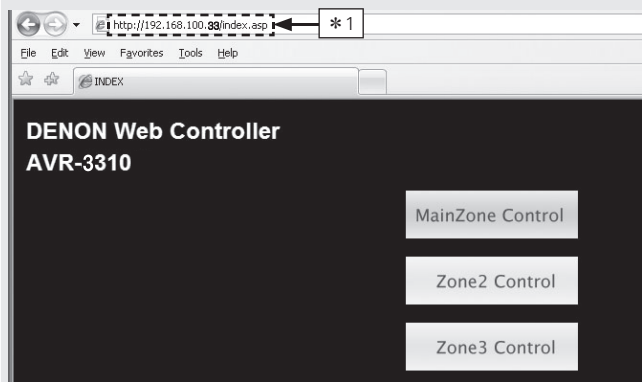 http://192.168.100.33/index.asp
*1
File Edit View Favorites Tools Help
INDEX
DENON Web Controller
AVR-3310
MainZone Control
Zone2 Control
Zone3 Control